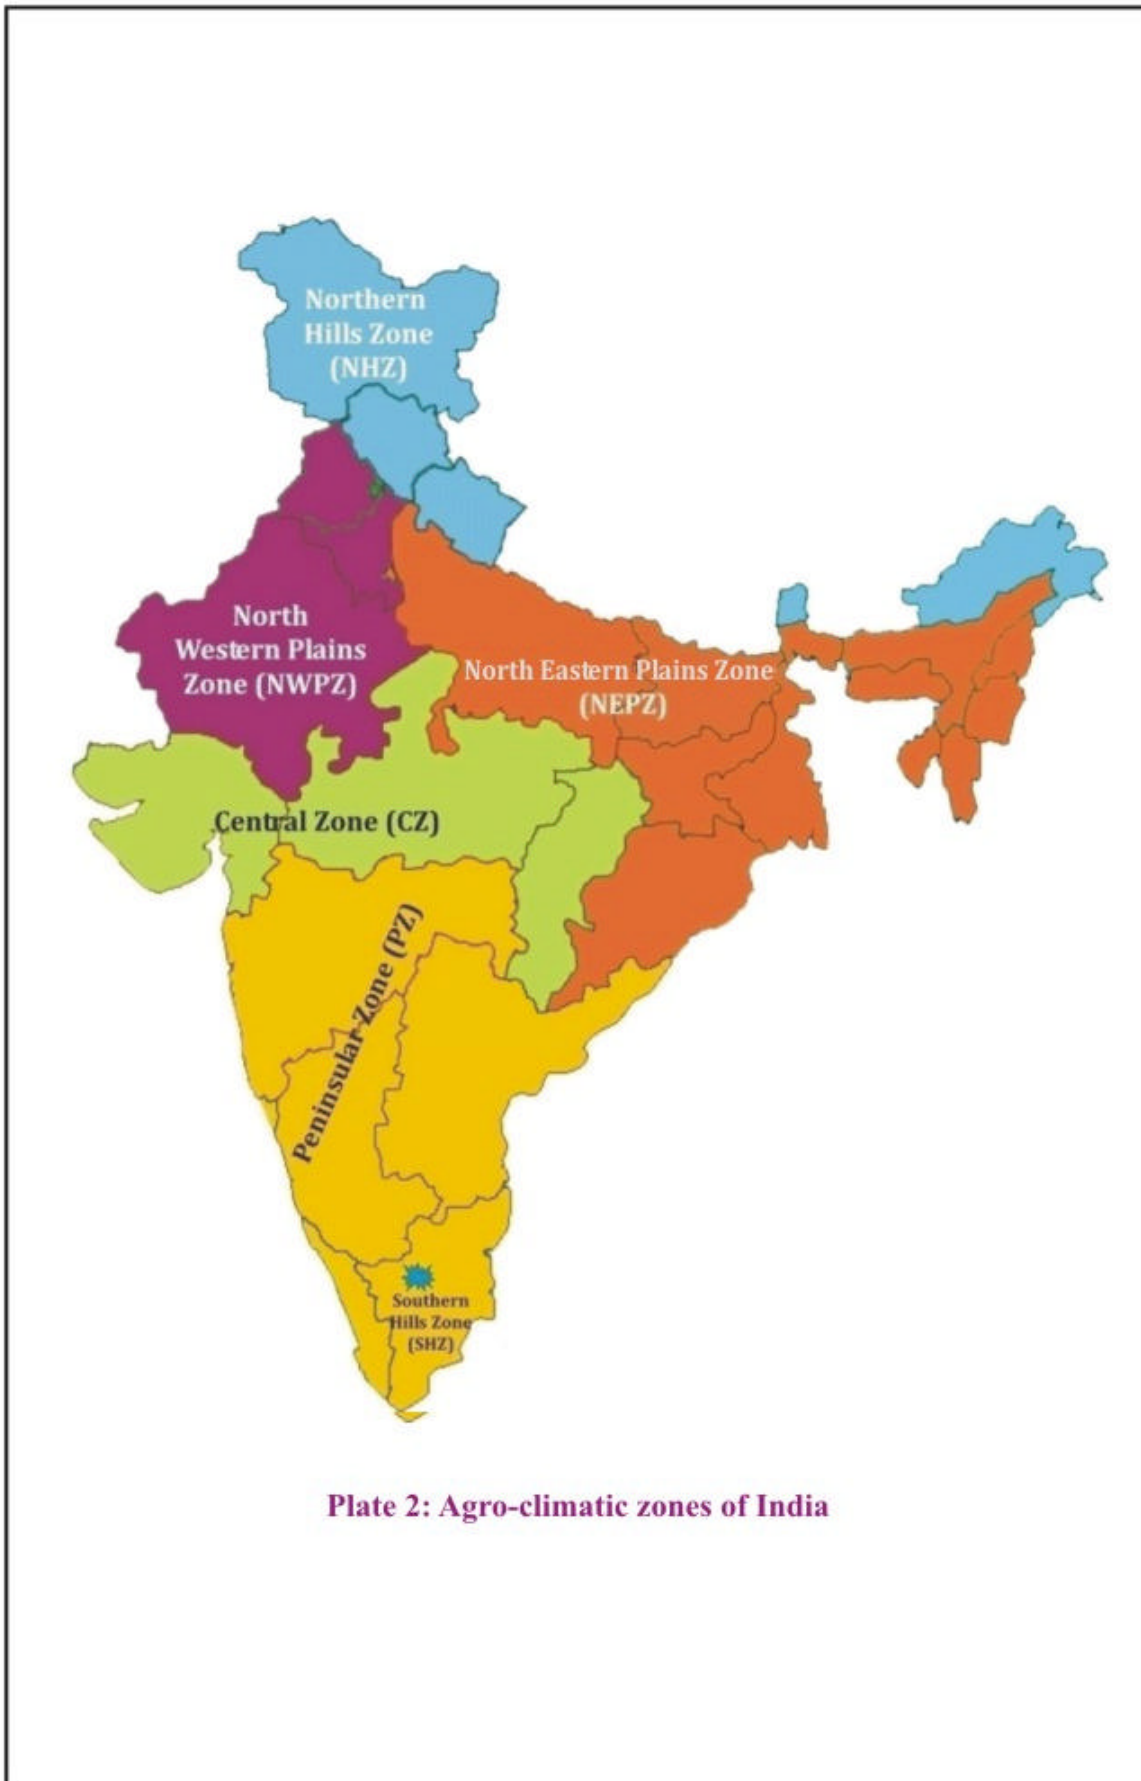 Northern
Hills Zone
(NHZ)
North
Western Plains
Zone (NWPZ)
North Eastern Plains Zone
(NEPZ)
Central Zone (CZ)
Peninsular Zone (PZ)
Southern
Hills Zone
(SHZ)
Plate 2: Agro-climatic zones of India